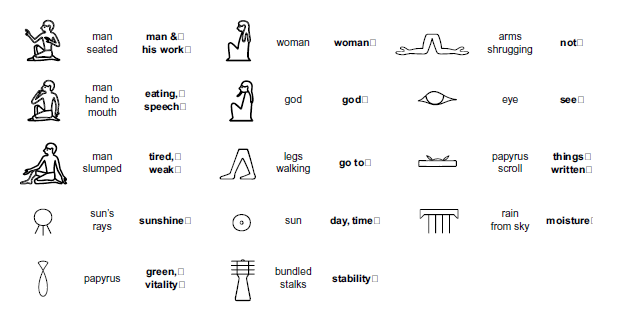 man seated
man &□ his work□
woman
woman□
arms shrugging
not□
man hand to mouth
eating,□ speech□
god
god□
eye
see□
man slumped
tired,□ weak□
legs walking
go to□
papyrus scroll
things□ written□
sun's rays
sunshine□
sun
day, time□
rain from sky
moisture□
papyrus
green,□ vitality□
bundled stalks
stability□